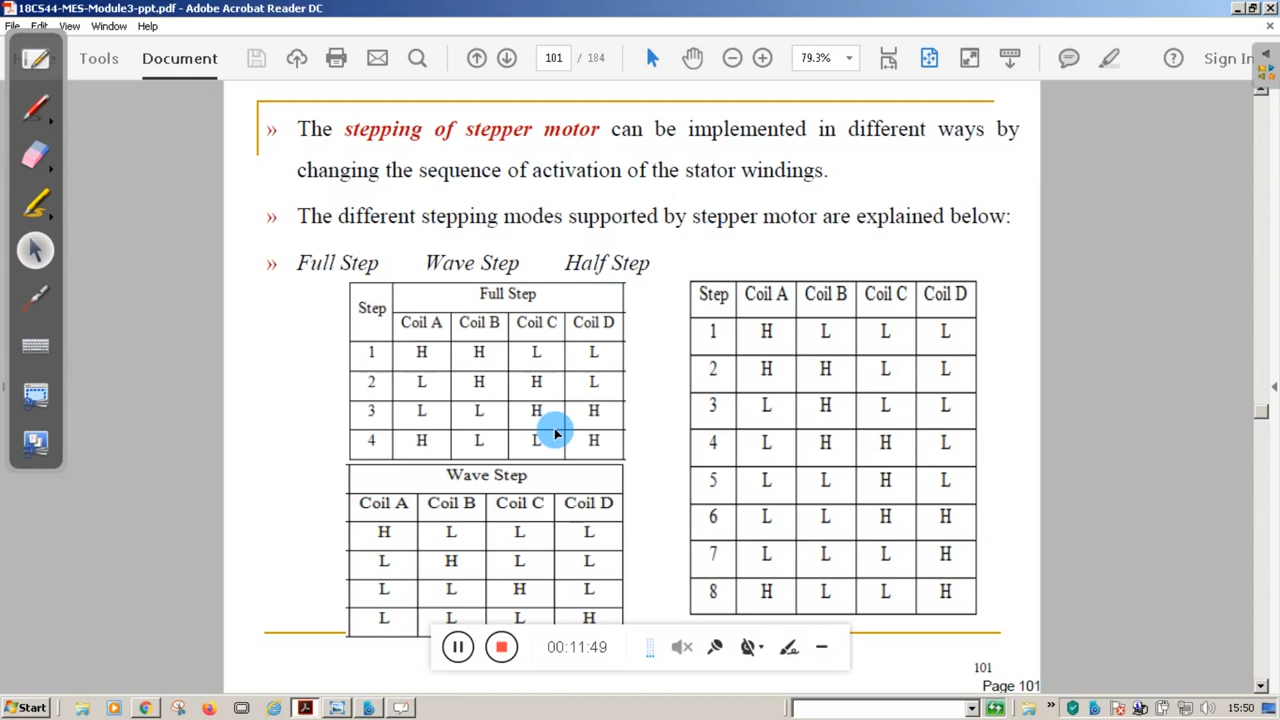 18CS44-MES-Module3-ppt.pdf - Adobe Acrobat Reader DC
File Edit View Window Help
Tools Document 101 / 184 79.3% Sign In
» The stepping of stepper motor can be implemented in different ways by
changing the sequence of activation of the stator windings.
» The different stepping modes supported by stepper motor are explained below:
» Full Step Wave Step Half Step
Step Full Step
Coil A Coil B Coil C Coil D
1 H H L L
2 L H H L
3 L L H H
4 H L L H
Wave Step
Coil A Coil B Coil C Coil D
H L L L
L H L L
L L H L
L L L H
Step Coil A Coil B Coil C Coil D
1 H L L L
2 H H L L
3 L H L L
4 L H H L
5 L L H L
6 L L H H
7 L L L H
8 H L L H
00:11:49
101
Page 101
Start 15:50